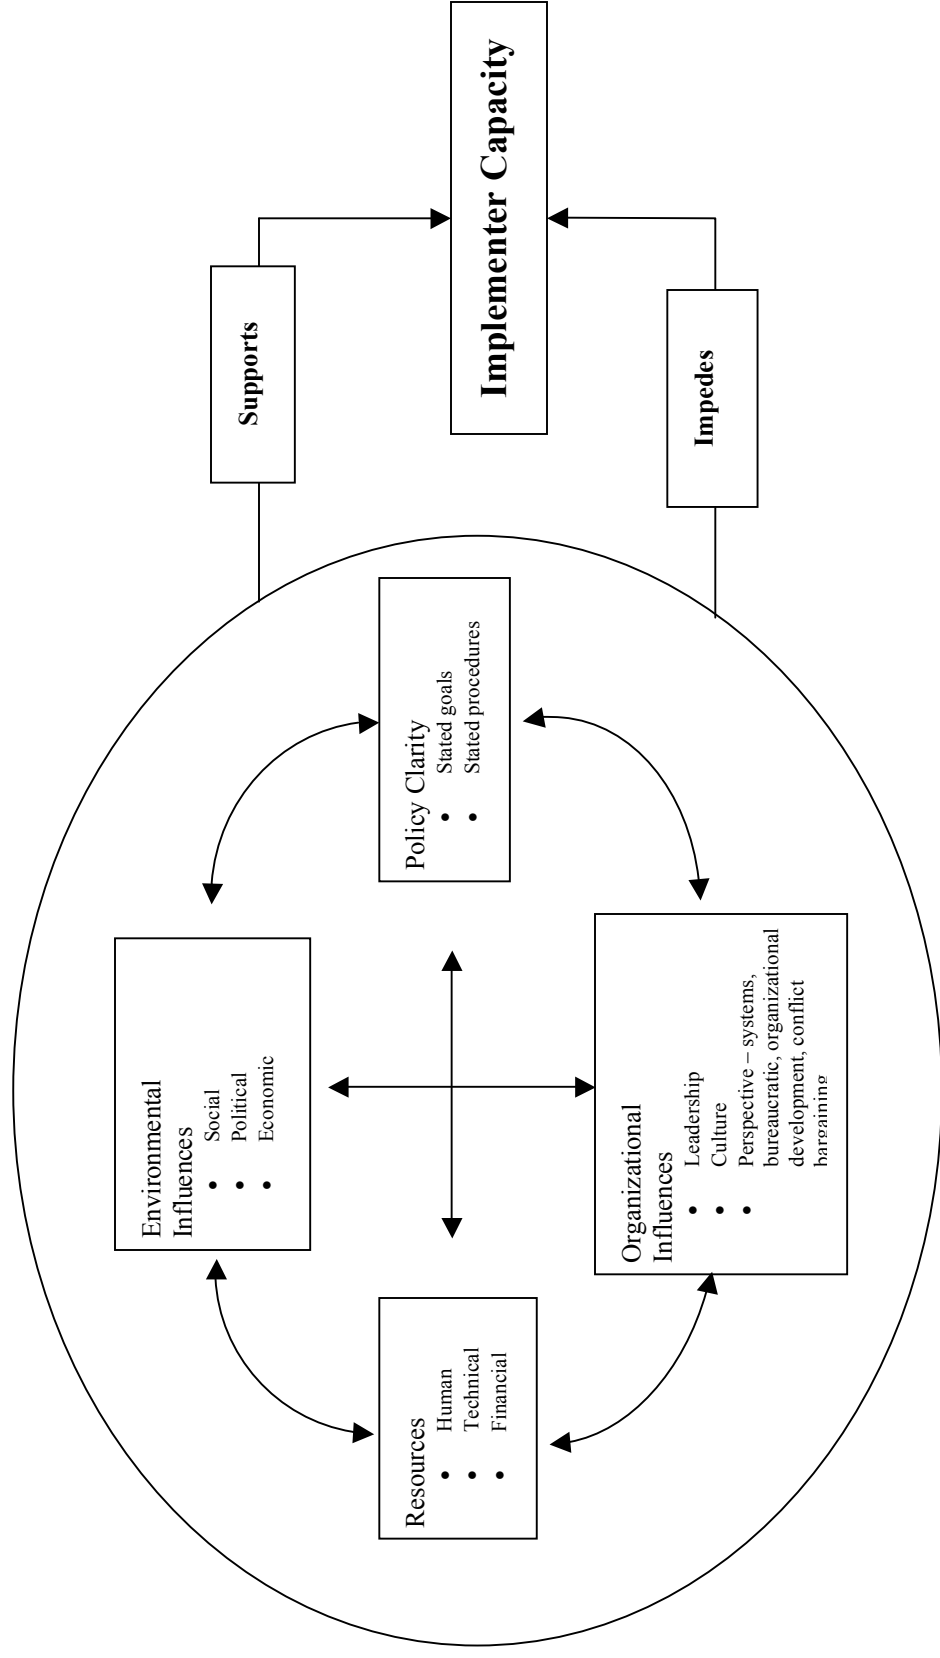 Environmental
Influences
• Social
• Political
• Economic
Supports
Resources
• Human
• Technical
• Financial
Policy Clarity
• Stated goals
• Stated procedures
Implementer Capacity
Organizational
Influences
• Leadership
• Culture
• Perspective – systems,
bureaucratic, organizational
development, conflict
bargaining
Impedes